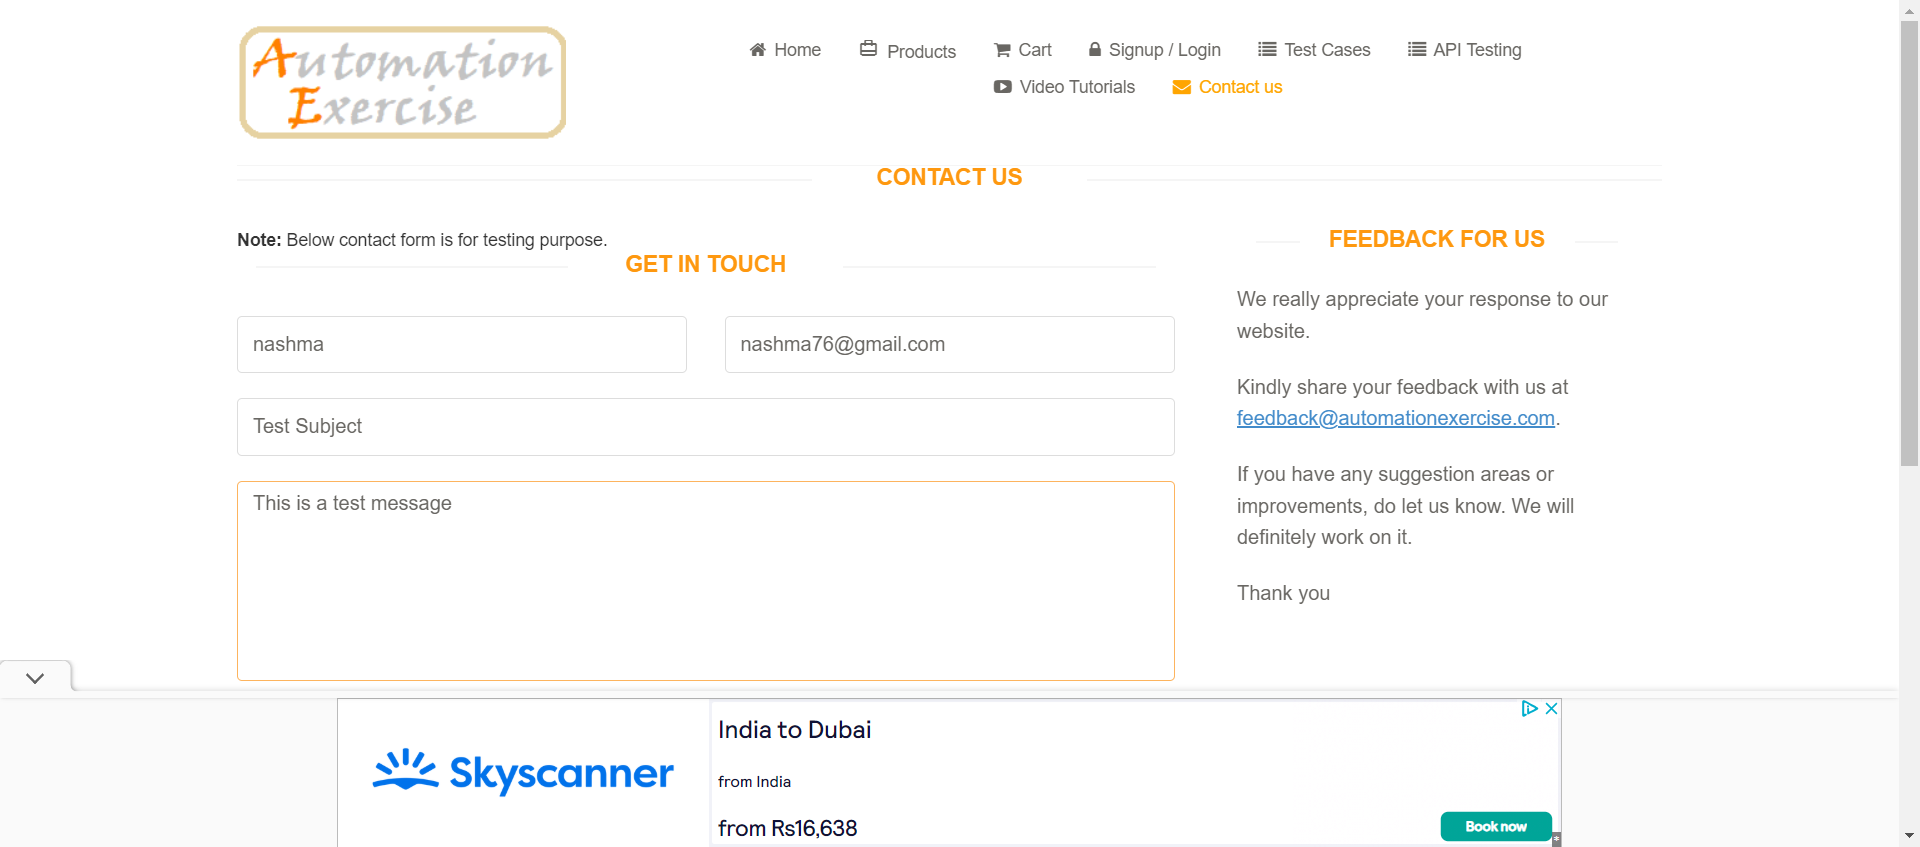 Automation
Exercise
Home
Products
Cart
Signup / Login
Test Cases
API Testing
Video Tutorials
Contact us
CONTACT US
Note: Below contact form is for testing purpose.
GET IN TOUCH
nashma
nashma76@gmail.com
Test Subject
This is a test message
FEEDBACK FOR US
We really appreciate your response to our
website.
Kindly share your feedback with us at
feedback@automationexercise.com.
If you have any suggestion areas or
improvements, do let us know. We will
definitely work on it.
Thank you
Skyscanner
India to Dubai
from India
from Rs16,638
Book now